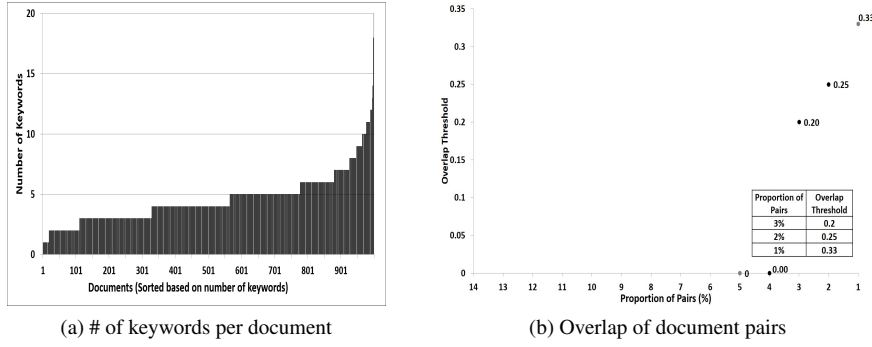 20
15
10
5
0
Number of Keywords
1 101 201 301 401 501 601 701 801 901
Documents (Sorted based on number of keywords)
(a) # of keywords per document
0.35
0.3
0.25
0.2
0.15
0.1
0.05
0
Overlap Threshold
0.33
0.25
0.20
0.00
0
Proportion of Pairs Overlap Threshold
3% 0.2
2% 0.25
1% 0.33
14 13 12 11 10 9 8 7 6 5 4 3 2 1
Proportion of Pairs (%)
(b) Overlap of document pairs